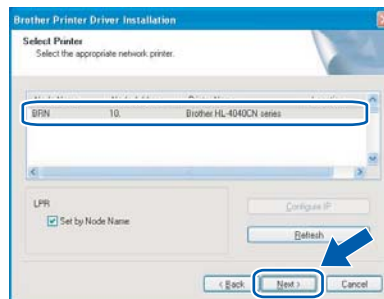 Brother Printer Driver Installation
Select Printer
Select the appropriate network printer.
BRN 10. Brother HL-4040CN series
LPR
Set by Node Name
Configure IP
Refresh
< Back Next > Cancel